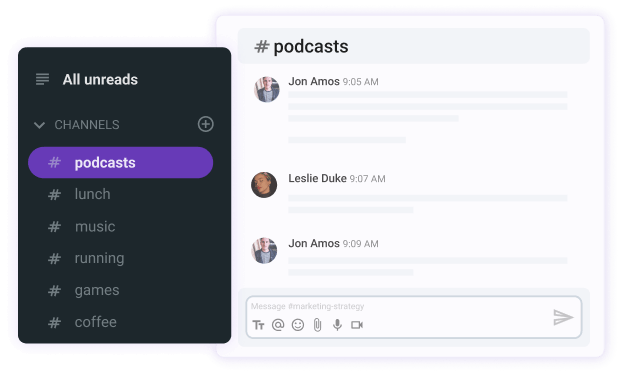 All unreads
CHANNELS
# podcasts
# lunch
# music
# running
# games
# coffee
# podcasts
Jon Amos 9:05 AM
Leslie Duke 9:07 AM
Jon Amos 9:09 AM
Message #marketing-strategy
TT @